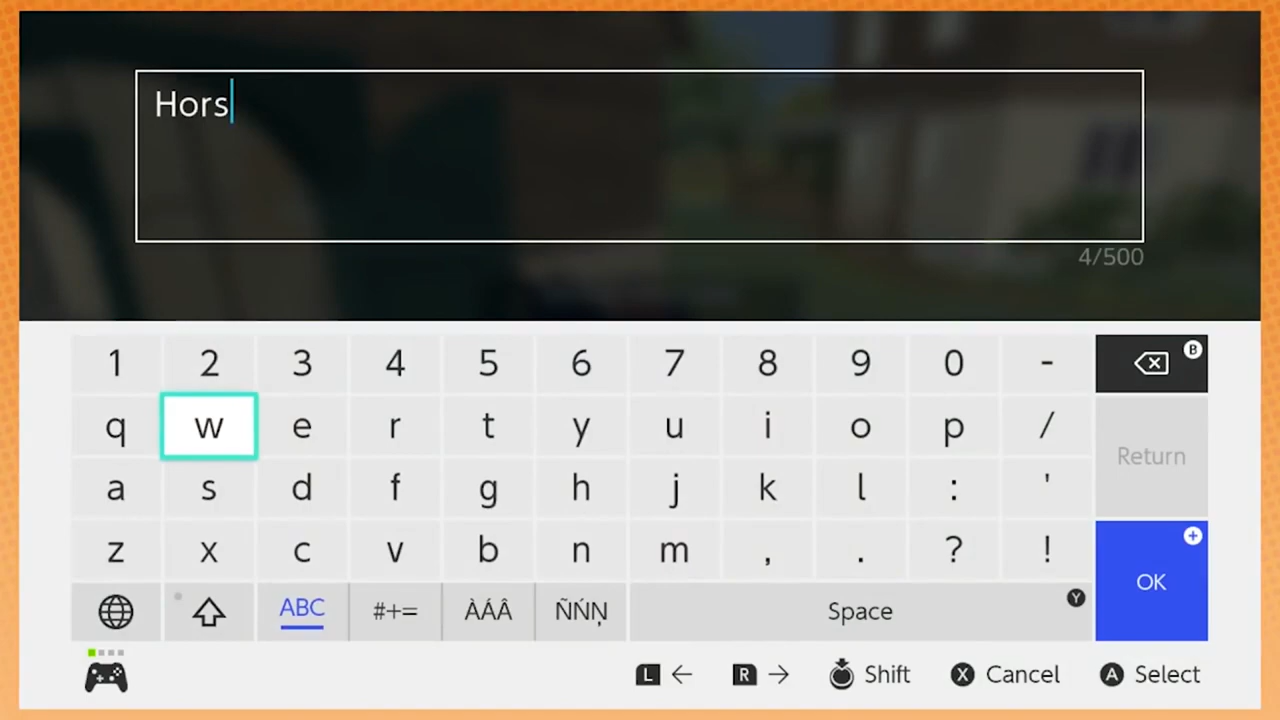 Hors
4/500
1 2 3 4 5 6 7 8 9 0 -
B
q w e r t y u i o p /
Return
a s d f g h j k l : '
z x c v b n m , . ? !
+
OK
ABC #+= ÀÁÂ ÑŃŅ Space Y
L ← R → Shift X Cancel A Select